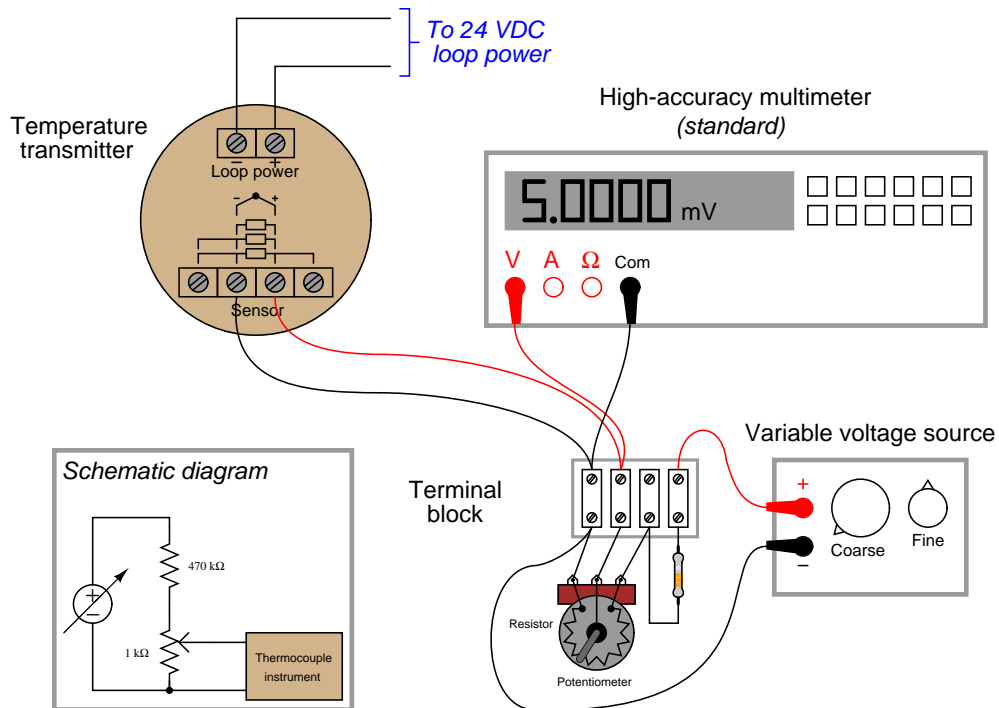 To 24 VDC
loop power
Temperature
transmitter
− +
Loop power
- +
Sensor
High-accuracy multimeter
(standard)
5.0000 mV
V A Ω Com
Variable voltage source
+
−
Coarse
Fine
Terminal
block
Resistor
Potentiometer
Schematic diagram
470 kΩ
+
−
1 kΩ
Thermocouple
instrument